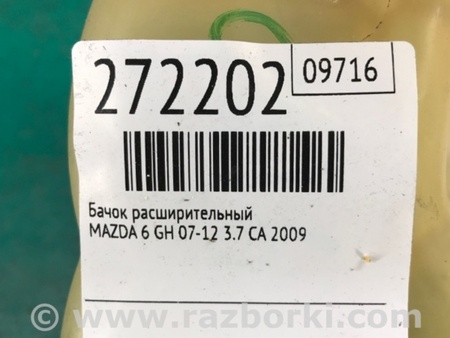 272202
09716
Бачок расширительный
MAZDA 6 GH 07-12 3.7 CA 2009
www.razborki.com